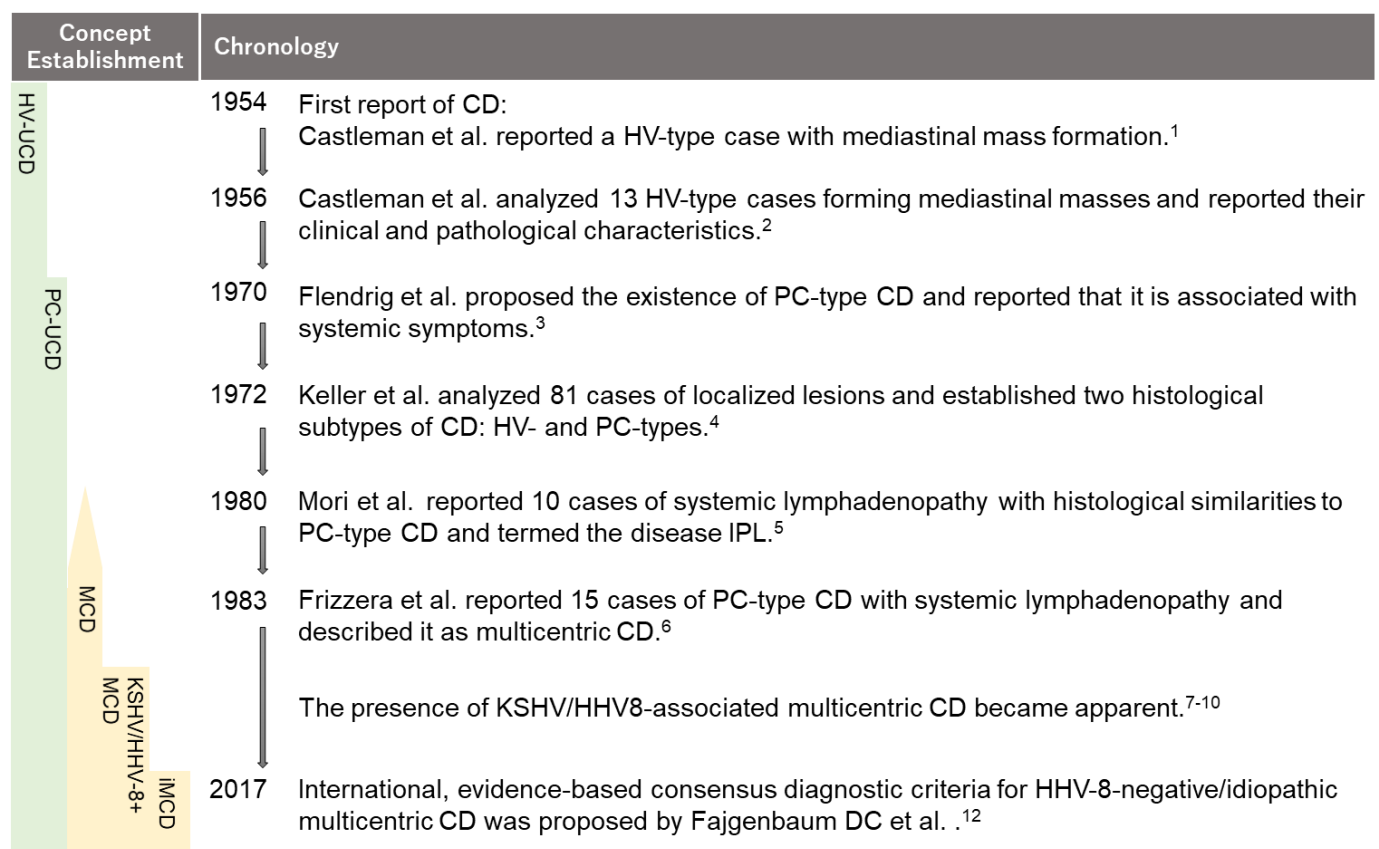 Concept
Establishment
Chronology
HV-UCD
PC-UCD
MCD
KSHV/HHV-8+
MCD
iMCD
1954
First report of CD:
Castleman et al. reported a HV-type case with mediastinal mass formation.1
1956
Castleman et al. analyzed 13 HV-type cases forming mediastinal masses and reported their
clinical and pathological characteristics.2
1970
Flendrig et al. proposed the existence of PC-type CD and reported that it is associated with
systemic symptoms.3
1972
Keller et al. analyzed 81 cases of localized lesions and established two histological
subtypes of CD: HV- and PC-types.4
1980
Mori et al. reported 10 cases of systemic lymphadenopathy with histological similarities to
PC-type CD and termed the disease IPL.5
1983
Frizzera et al. reported 15 cases of PC-type CD with systemic lymphadenopathy and
described it as multicentric CD.6
The presence of KSHV/HHV8-associated multicentric CD became apparent.7-10
2017
International, evidence-based consensus diagnostic criteria for HHV-8-negative/idiopathic
multicentric CD was proposed by Fajgenbaum DC et al. .12